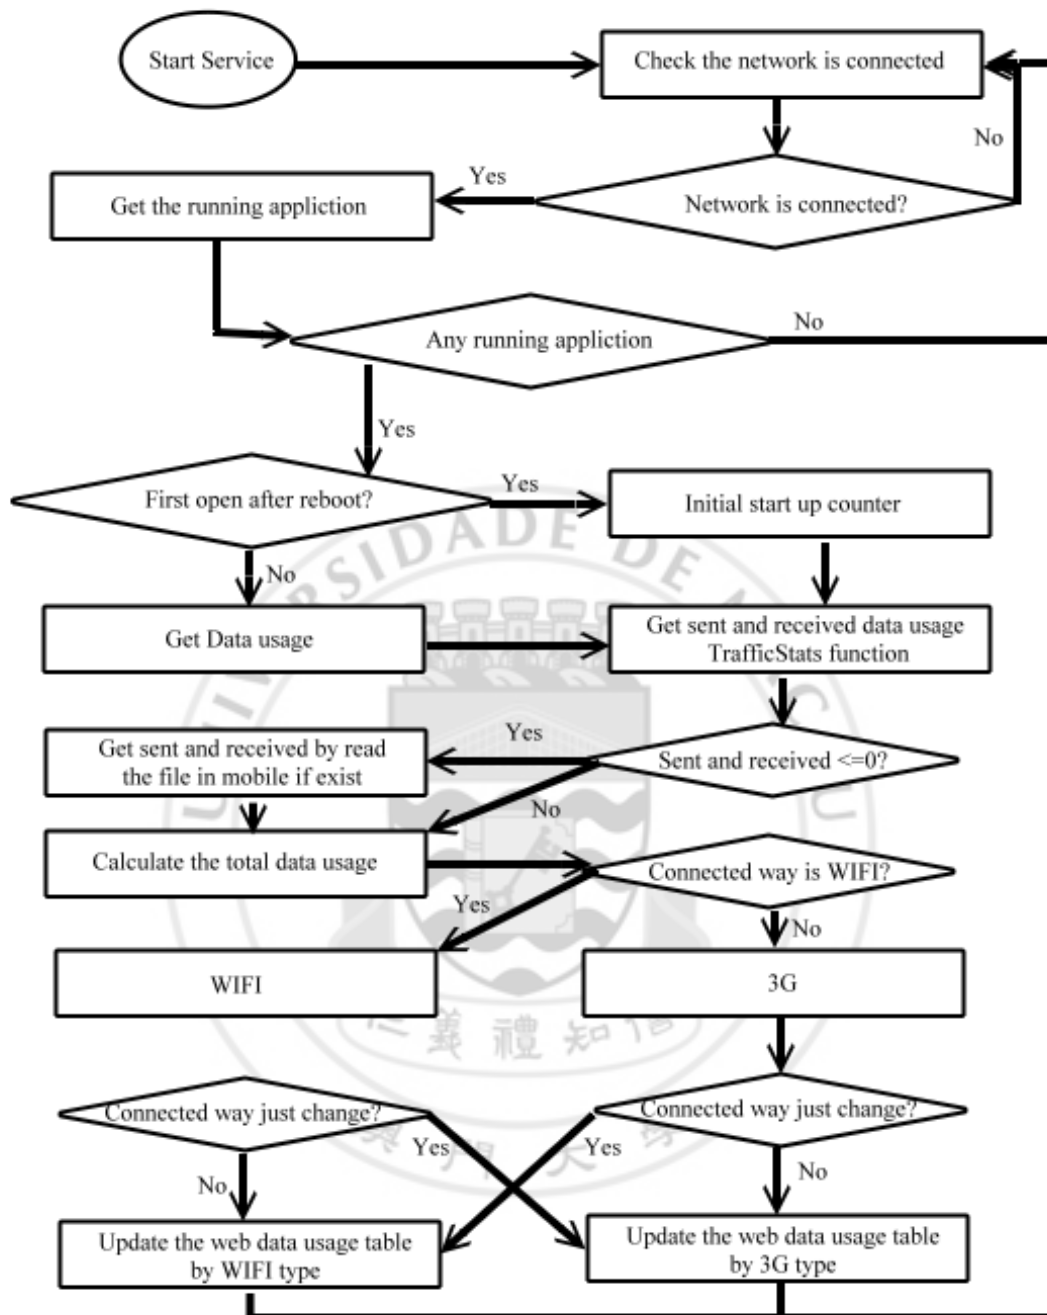 Start Service
Check the network is connected
No
Yes
Get the running appliction
Network is connected?
No
Any running appliction
Yes
First open after reboot?
Yes
Initial start up counter
No
Get Data usage
Get sent and received data usage
TrafficStats function
Yes
Get sent and received by read
the file in mobile if exist
Sent and received <=0?
No
Calculate the total data usage
Connected way is WIFI?
Yes
No
WIFI
3G
仁義禮知信
Connected way just change?
Connected way just change?
Yes
Yes
No
No
Update the web data usage table
by WIFI type
Update the web data usage table
by 3G type